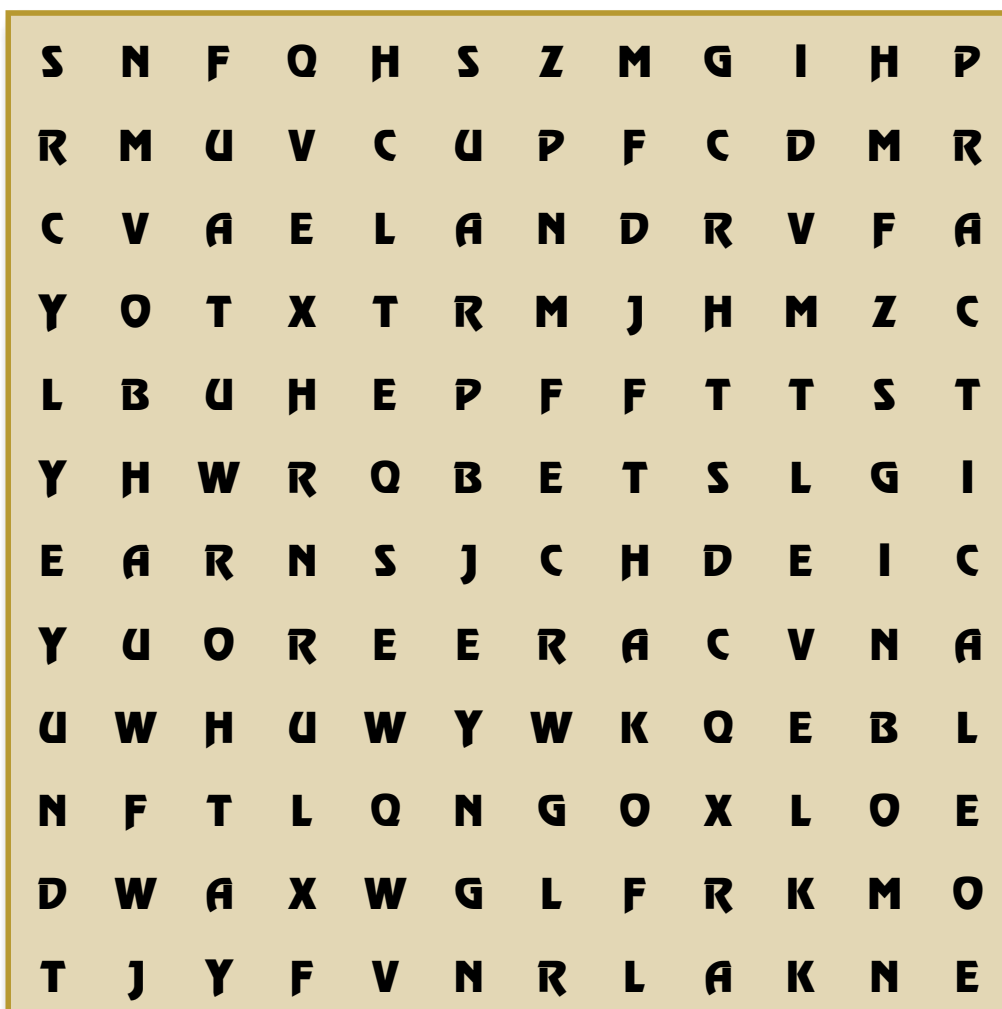 S N F Q H S Z M G I H P
R M U V C U P F C D M R
C V A E L A N D R V F A
Y O T X T R M J H M Z C
L B U H E P F F T T S T
Y H W R Q B E T S L G I
E A R N S J C H D E I C
Y U O R E E R A C V N A
U W H U W Y W K Q E B L
N F T L Q N G O X L O E
D W A X W G L F R K M O
T J Y F V N R L A K N E